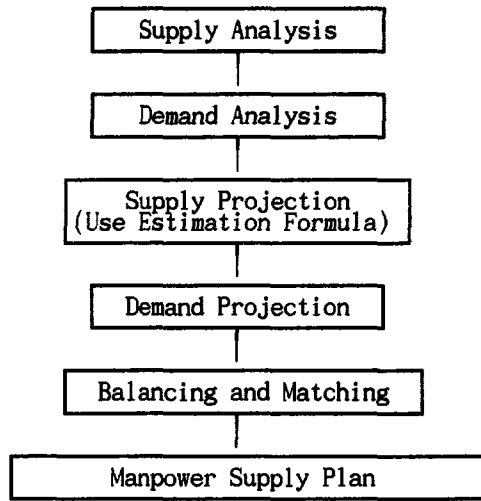 Supply Analysis
Demand Analysis
Supply Projection
(Use Estimation Formula)
Demand Projection
Balancing and Matching
Manpower Supply Plan